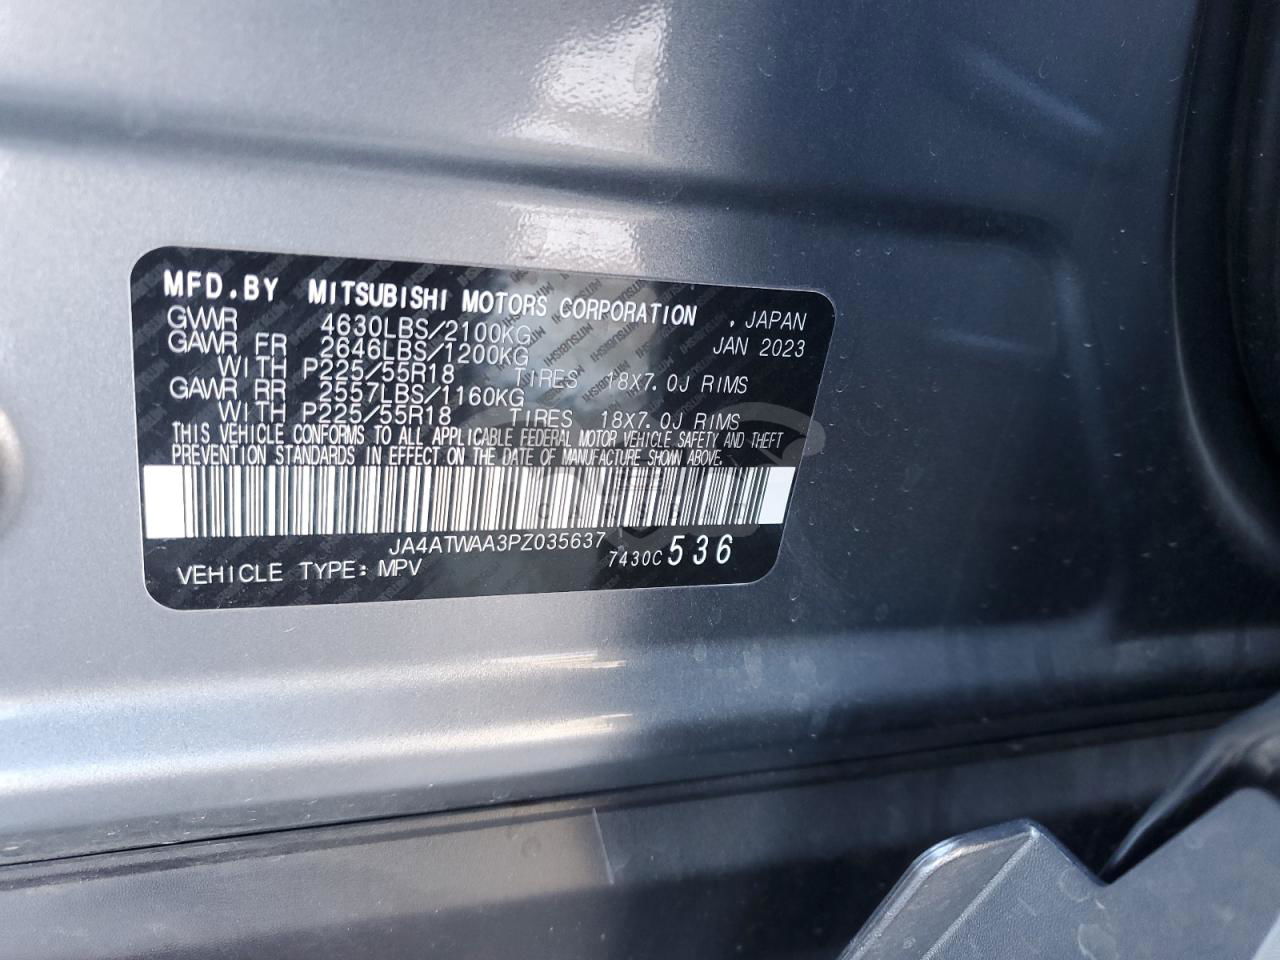 MFD.BY MITSUBISHI MOTORS CORPORATION , JAPAN
GVWR 4630LBS/2100KG JAN 2023
GAWR FR 2646LBS/1200KG
WITH P225/55R18 TIRES 18X7.0J RIMS
GAWR RR 2557LBS/1160KG
WITH P225/55R18 TIRES 18X7.0J RIMS
THIS VEHICLE CONFORMS TO ALL APPLICABLE FEDERAL MOTOR VEHICLE SAFETY AND THEFT
PREVENTION STANDARDS IN EFFECT ON THE DATE OF MANUFACTURE SHOWN ABOVE.
JA4ATWAA3PZ035637
7430C 536
VEHICLE TYPE: MPV